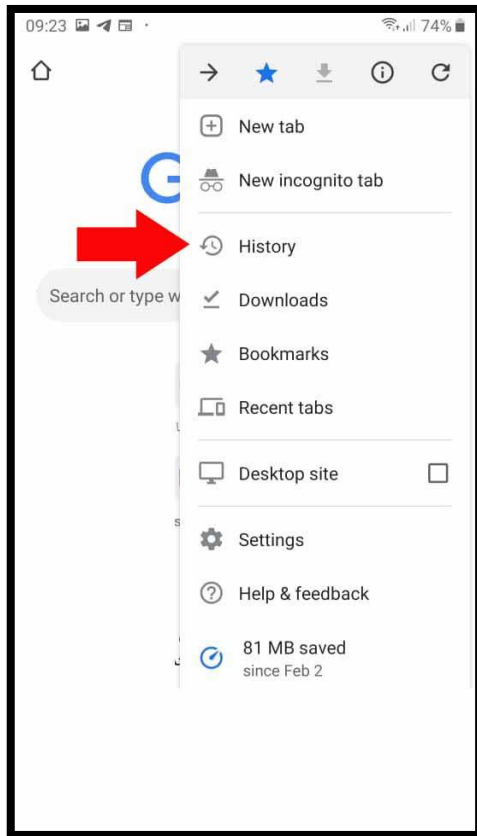 09:23 74%
New tab
New incognito tab
History
Search or type w
Downloads
Bookmarks
Recent tabs
Desktop site
Settings
Help & feedback
81 MB saved
since Feb 2